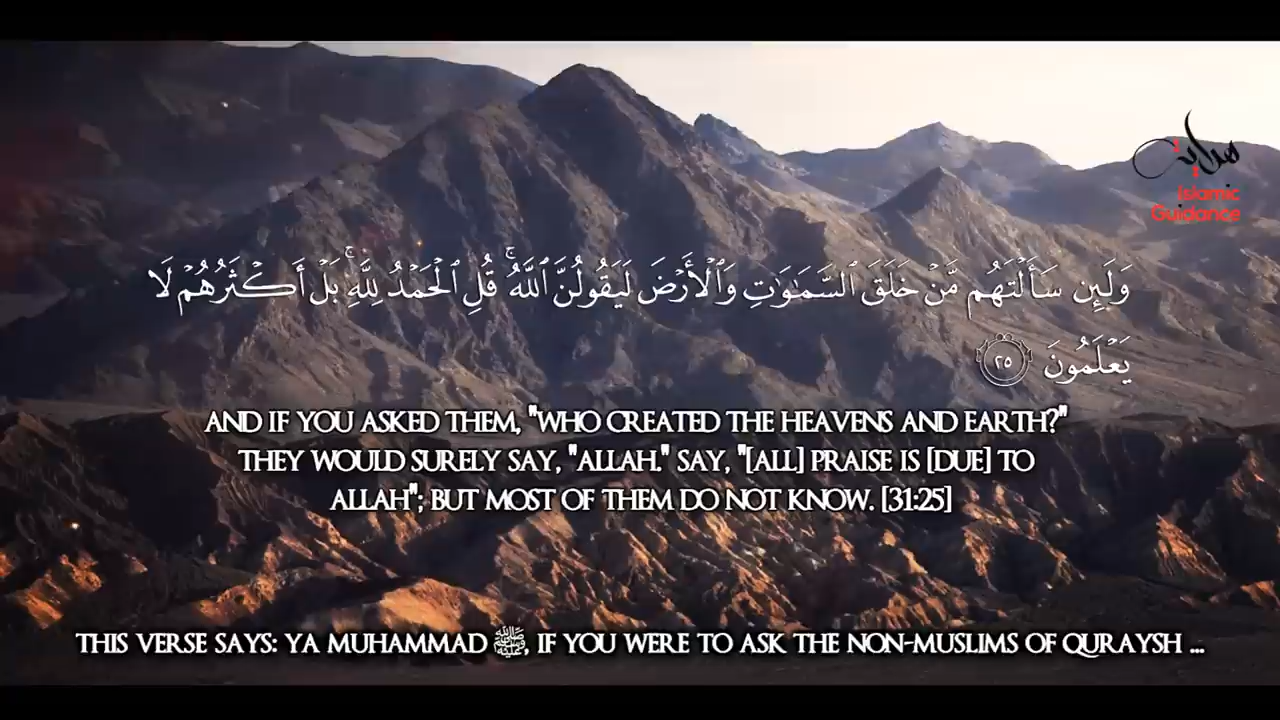 هداية
Islamic
Guidance
وَلَئِن سَأَلْتَهُم مَّنْ خَلَقَ ٱلسَّمَـٰوَٰتِ وَٱلْأَرْضَ لَيَقُولُنَّ ٱللَّهُ ۚ قُلِ ٱلْحَمْدُ لِلَّهِ ۚ بَلْ أَكْثَرُهُمْ لَا
يَعْلَمُونَ ٢٥
AND IF YOU ASKED THEM, "WHO CREATED THE HEAVENS AND EARTH?"
THEY WOULD SURELY SAY, "ALLAH." SAY, "[ALL] PRAISE IS [DUE] TO
ALLAH"; BUT MOST OF THEM DO NOT KNOW. [31:25]
THIS VERSE SAYS: YA MUHAMMAD ﷺ, IF YOU WERE TO ASK THE NON-MUSLIMS OF QURAYSH ...